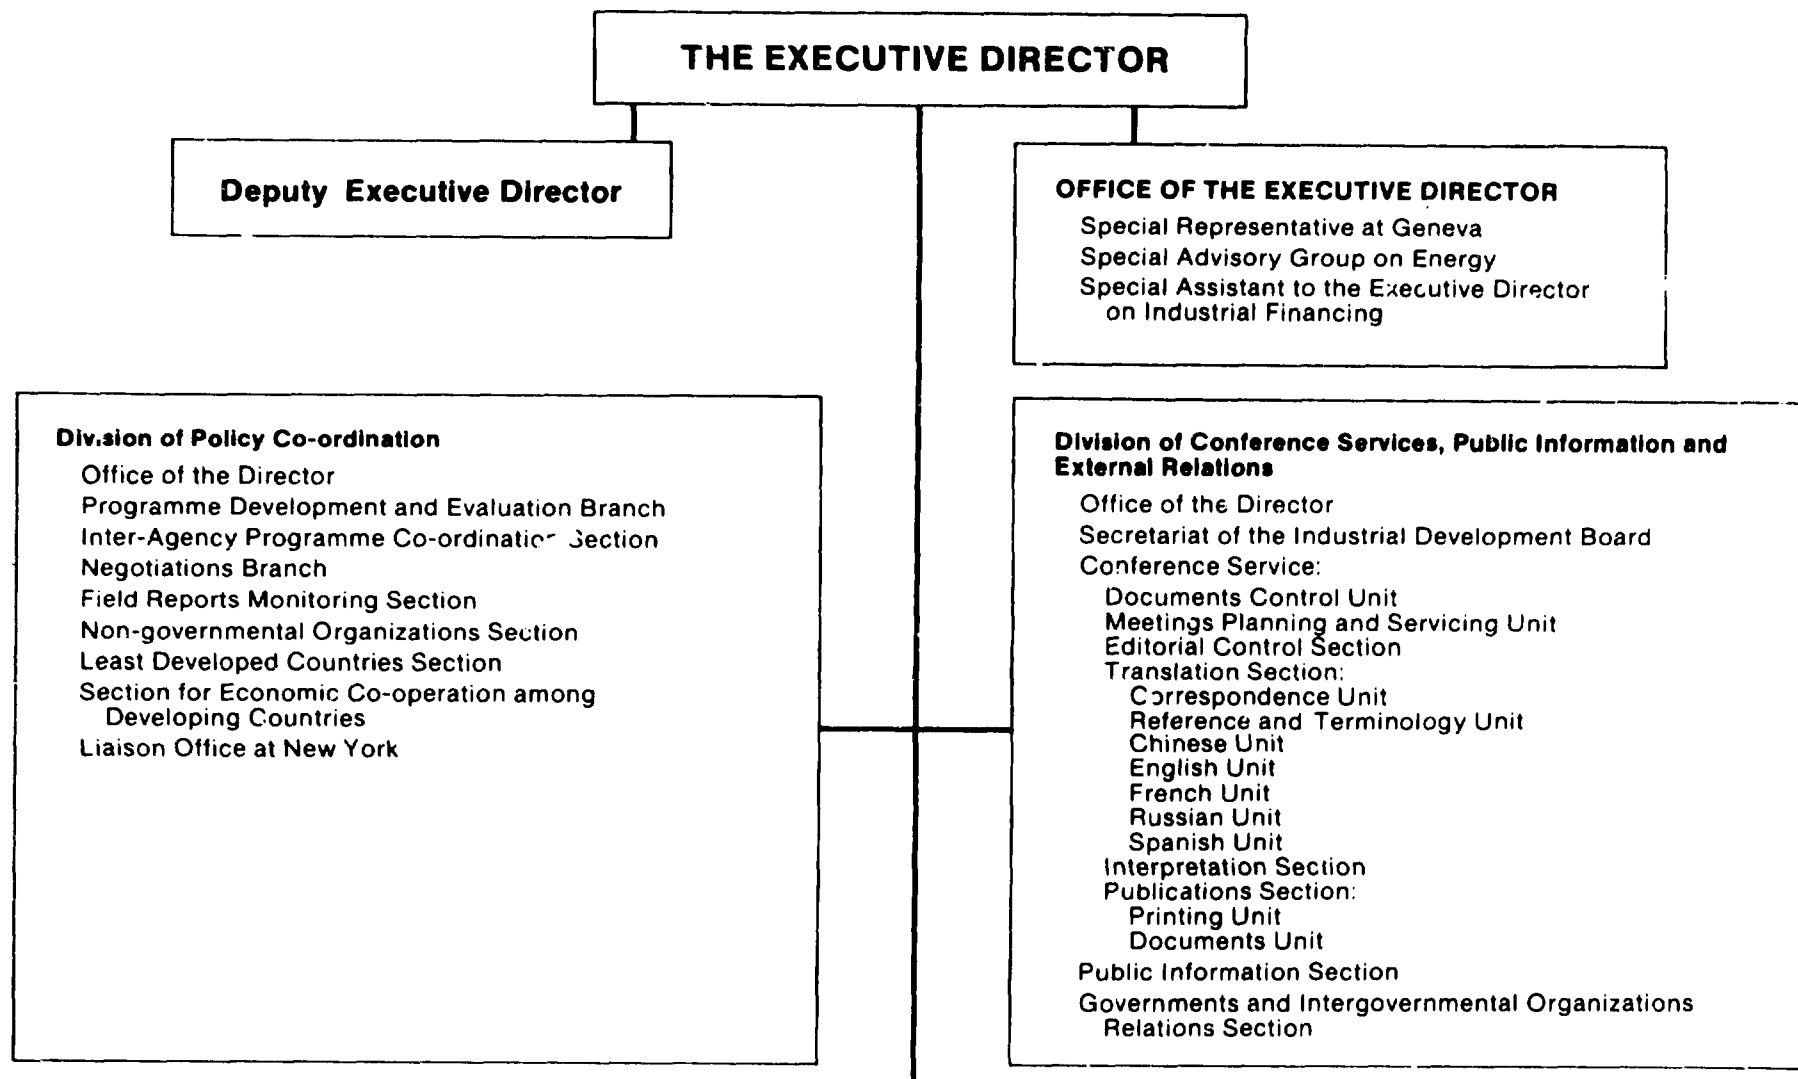 THE EXECUTIVE DIRECTOR
Deputy Executive Director
OFFICE OF THE EXECUTIVE DIRECTOR
Special Representative at Geneva
Special Advisory Group on Energy
Special Assistant to the Executive Director
on Industrial Financing
Division of Policy Co-ordination
Office of the Director
Programme Development and Evaluation Branch
Inter-Agency Programme Co-ordination Section
Negotiations Branch
Field Reports Monitoring Section
Non-governmental Organizations Section
Least Developed Countries Section
Section for Economic Co-operation among
Developing Countries
Liaison Office at New York
Division of Conference Services, Public Information and
External Relations
Office of the Director
Secretariat of the Industrial Development Board
Conference Service:
Documents Control Unit
Meetings Planning and Servicing Unit
Editorial Control Section
Translation Section:
Correspondence Unit
Reference and Terminology Unit
Chinese Unit
English Unit
French Unit
Russian Unit
Spanish Unit
Interpretation Section
Publications Section:
Printing Unit
Documents Unit
Public Information Section
Governments and Intergovernmental Organizations
Relations Section